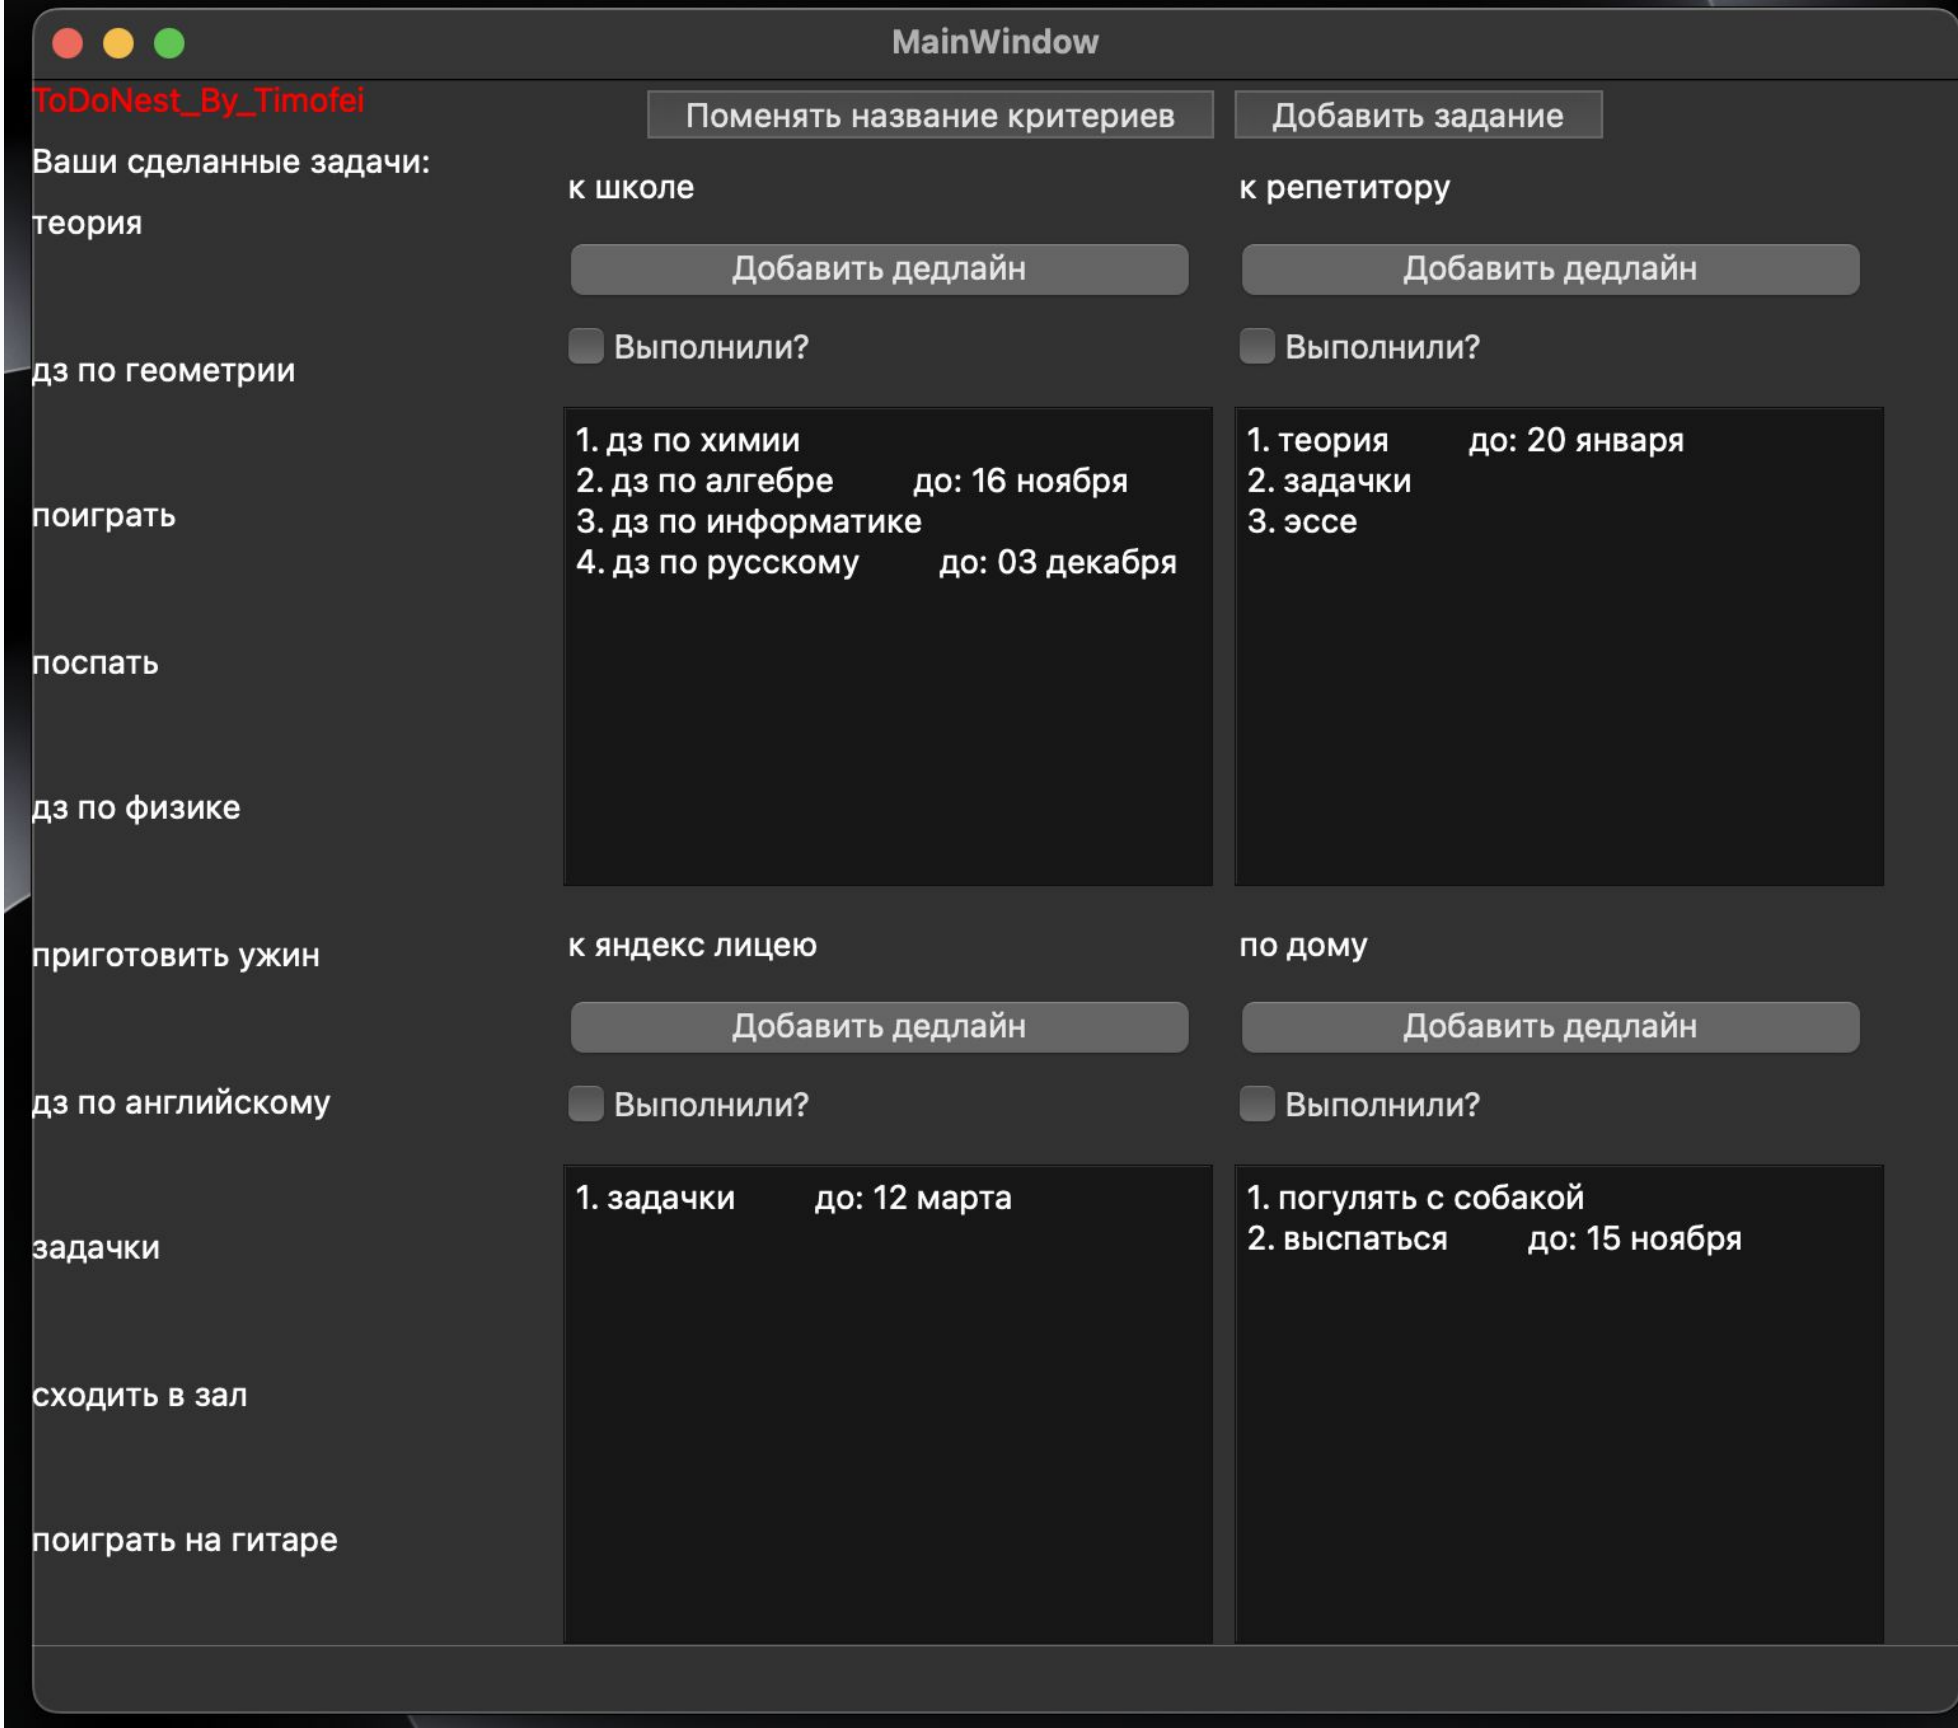 MainWindow
ToDoNest_By_Timofei
Поменять название критериев
Добавить задание
Ваши сделанные задачи:
теория
дз по геометрии
поиграть
поспать
дз по физике
приготовить ужин
дз по английскому
задачки
сходить в зал
поиграть на гитаре
к школе
Добавить дедлайн
Выполнили?
1. дз по химии
2. дз по алгебре до: 16 ноября
3. дз по информатике
4. дз по русскому до: 03 декабря
к репетитору
Добавить дедлайн
Выполнили?
1. теория до: 20 января
2. задачки
3. эссе
к яндекс лицею
Добавить дедлайн
Выполнили?
1. задачки до: 12 марта
по дому
Добавить дедлайн
Выполнили?
1. погулять с собакой
2. выспаться до: 15 ноября